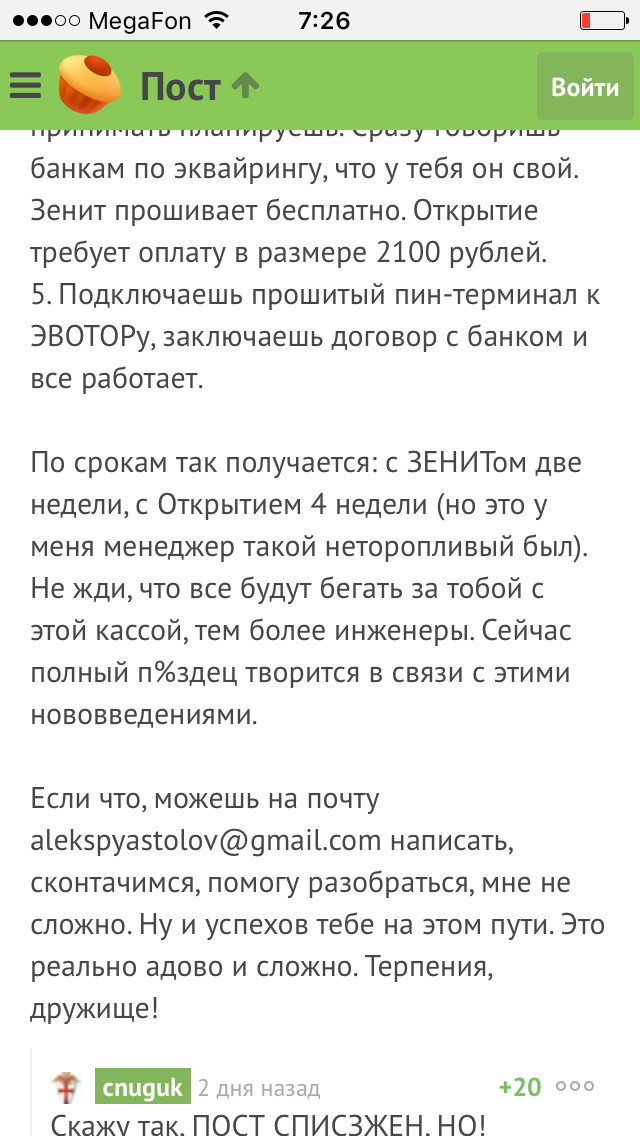 MegaFon 7:26
Пост Войти
принимать планируешь. Сразу говоришь
банкам по эквайрингу, что у тебя он свой.
Зенит прошивает бесплатно. Открытие
требует оплату в размере 2100 рублей.
5. Подключаешь прошитый пин-терминал к
ЭВОТОРу, заключаешь договор с банком и
все работает.
По срокам так получается: с ЗЕНИТом две
недели, с Открытием 4 недели (но это у
меня менеджер такой неторопливый был).
Не жди, что все будут бегать за тобой с
этой кассой, тем более инженеры. Сейчас
полный п%здец творится в связи с этими
нововведениями.
Если что, можешь на почту
alekspyastolov@gmail.com написать,
сконтачимся, помогу разобраться, мне не
сложно. Ну и успехов тебе на этом пути. Это
реально адово и сложно. Терпения,
дружище!
cnuguk 2 дня назад +20
Скажу так, ПОСТ СПИСЗЖЕН, НО!